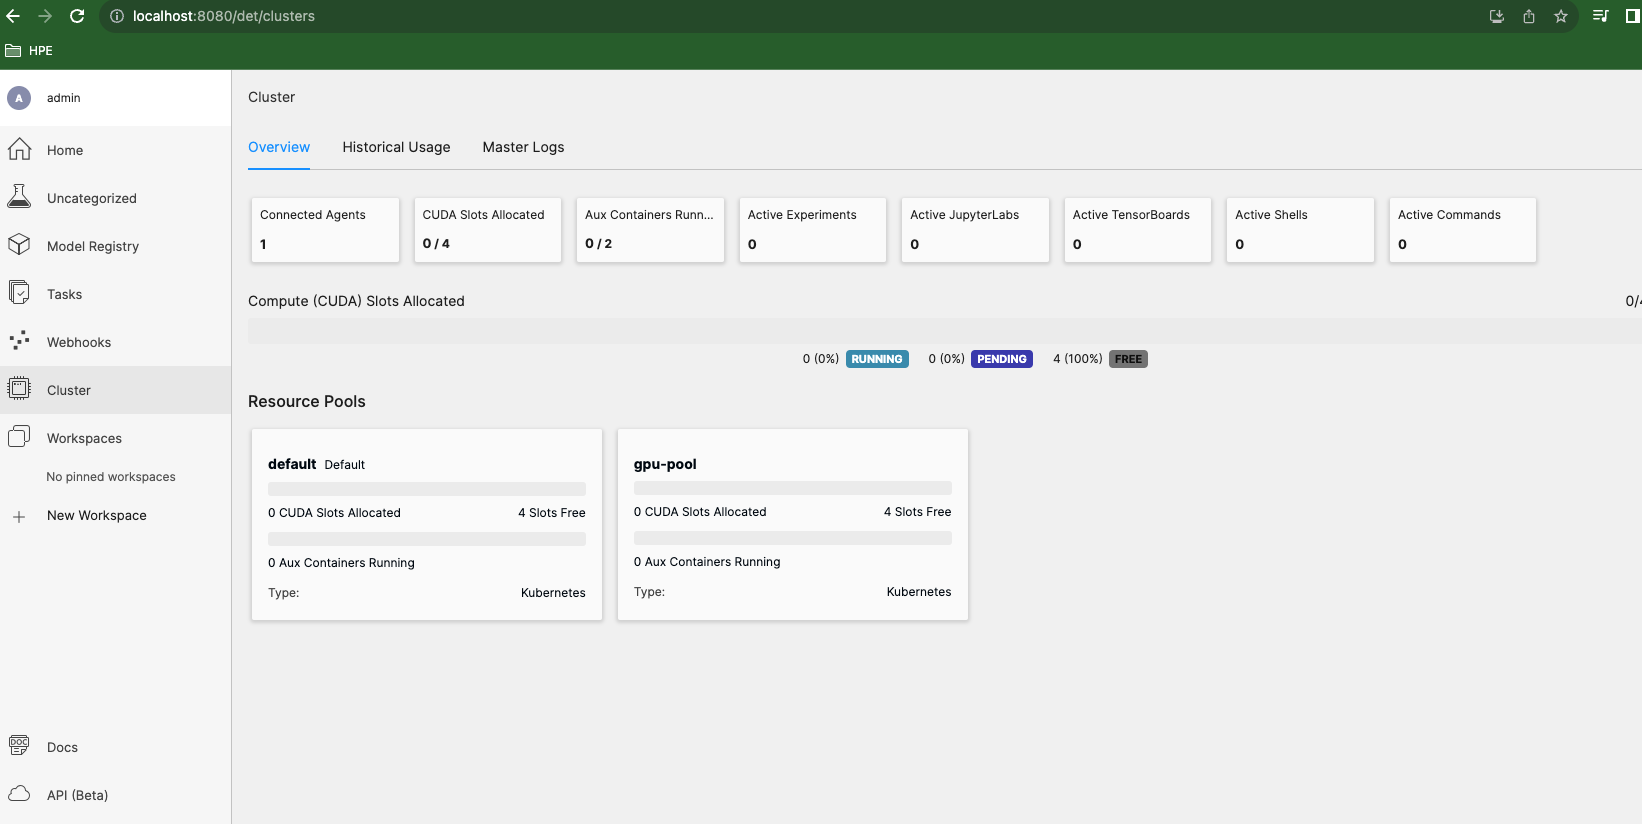 localhost:8080/det/clusters
HPE
A admin
Home
Uncategorized
Model Registry
Tasks
Webhooks
Cluster
Workspaces
No pinned workspaces
New Workspace
DOC Docs
API (Beta)
Cluster
Overview Historical Usage Master Logs
Connected Agents
1
CUDA Slots Allocated
0 / 4
Aux Containers Runn...
0 / 2
Active Experiments
0
Active JupyterLabs
0
Active TensorBoards
0
Active Shells
0
Active Commands
0
Compute (CUDA) Slots Allocated 0/4
0 (0%) RUNNING 0 (0%) PENDING 4 (100%) FREE
Resource Pools
default Default
0 CUDA Slots Allocated 4 Slots Free
0 Aux Containers Running
Type: Kubernetes
gpu-pool
0 CUDA Slots Allocated 4 Slots Free
0 Aux Containers Running
Type: Kubernetes